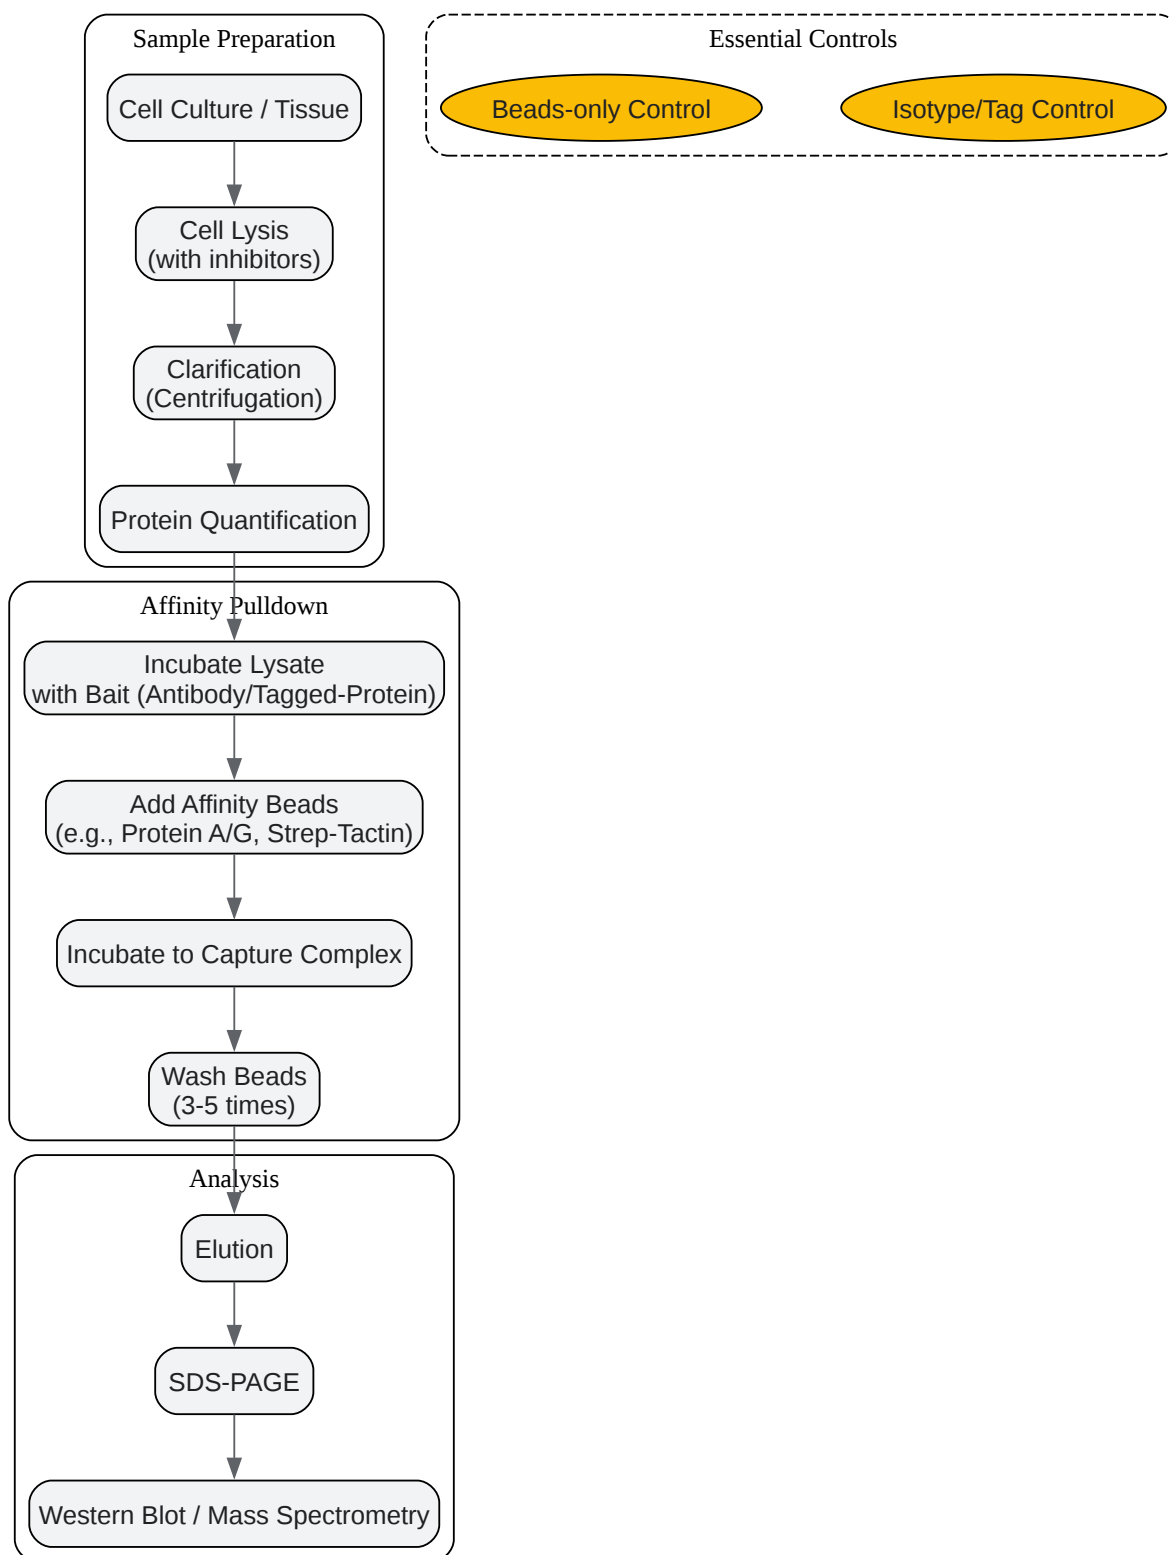 Sample Preparation
Cell Culture / Tissue
Cell Lysis
(with inhibitors)
Clarification
(Centrifugation)
Protein Quantification
Essential Controls
Beads-only Control
Isotype/Tag Control
Affinity Pulldown
Incubate Lysate
with Bait (Antibody/Tagged-Protein)
Add Affinity Beads
(e.g., Protein A/G, Strep-Tactin)
Incubate to Capture Complex
Wash Beads
(3-5 times)
Analysis
Elution
SDS-PAGE
Western Blot / Mass Spectrometry